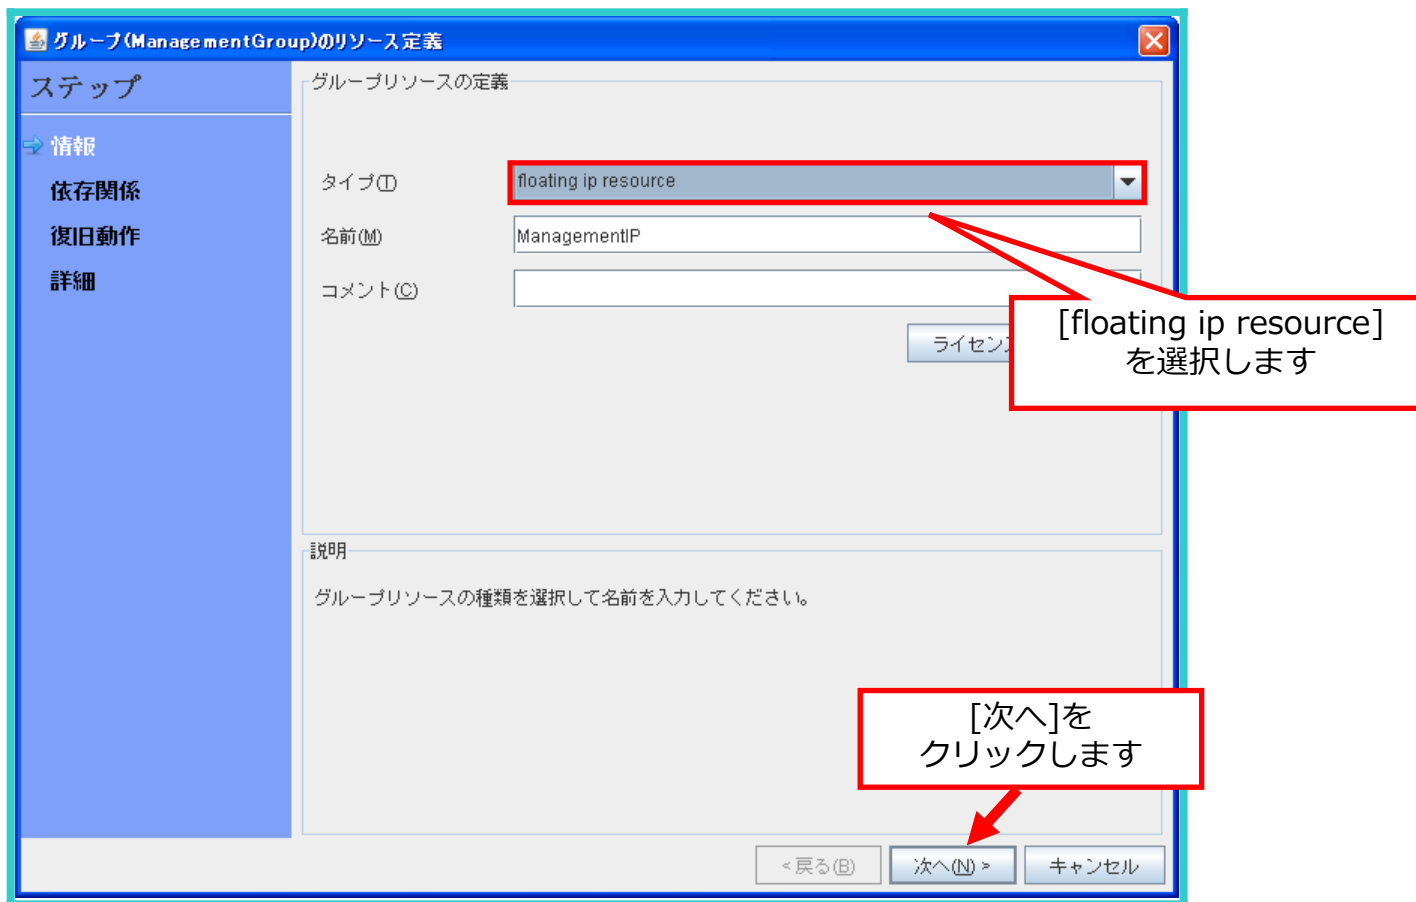 グループ(ManagementGroup)のリソース定義
ステップ
情報
依存関係
復旧動作
詳細
グループリソースの定義
タイプ(T)
floating ip resource
名前(M)
ManagementIP
コメント(C)
ライセン
[floating ip resource]
を選択します
説明
グループリソースの種類を選択して名前を入力してください。
[次へ]を
クリックします
<戻る(B)
次へ(N) >
キャンセル